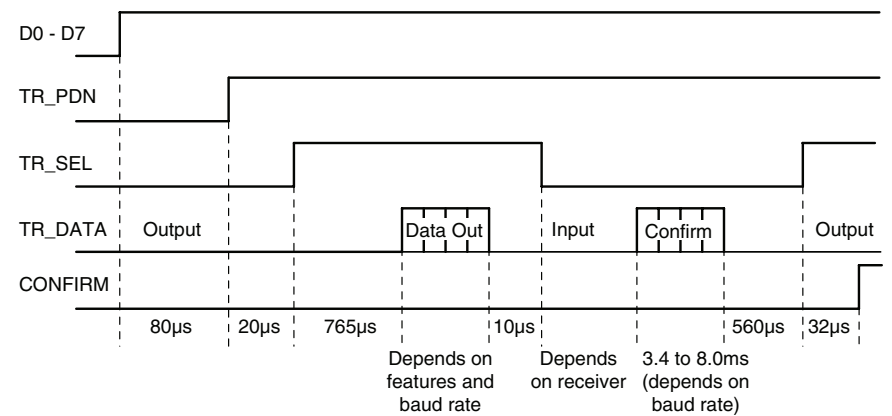 D0 - D7
TR_PDN
TR_SEL
TR_DATA Output Data Out Input Confirm Output
CONFIRM
80µs 20µs 765µs 10µs 560µs 32µs
Depends on
features and
baud rate
Depends
on receiver
3.4 to 8.0ms
(depends on
baud rate)